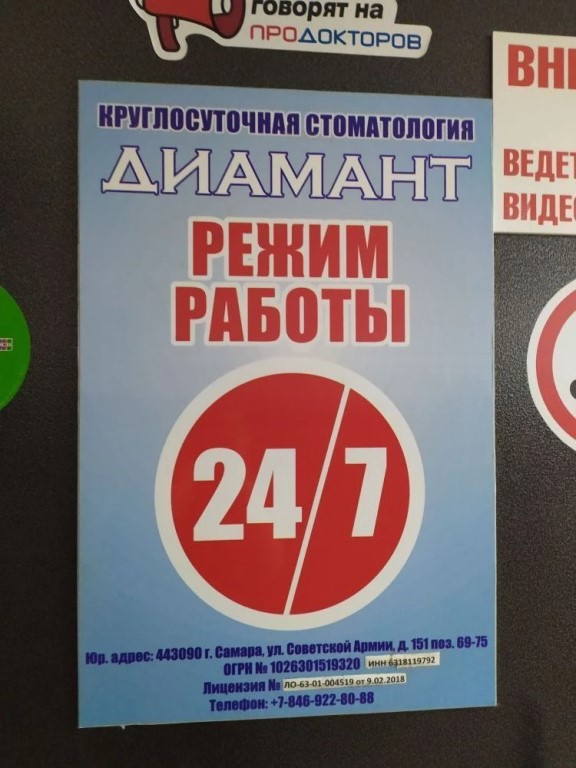 говорят на
ПРОДОКТОРОВ
КРУГЛОСУТОЧНАЯ СТОМАТОЛОГИЯ
ДИАМАНТ
РЕЖИМ
РАБОТЫ
24/7
Юр. адрес: 443090 г. Самара, ул. Советской Армии, д. 151 поз. 69-75
ОГРН № 1026301519320 ИНН 6318119792
Лицензия № ЛО-63-01-004519 от 9.02.2018
Телефон: +7-846-922-80-88
ВНИ
ВЕДЕТ
ВИДЕО